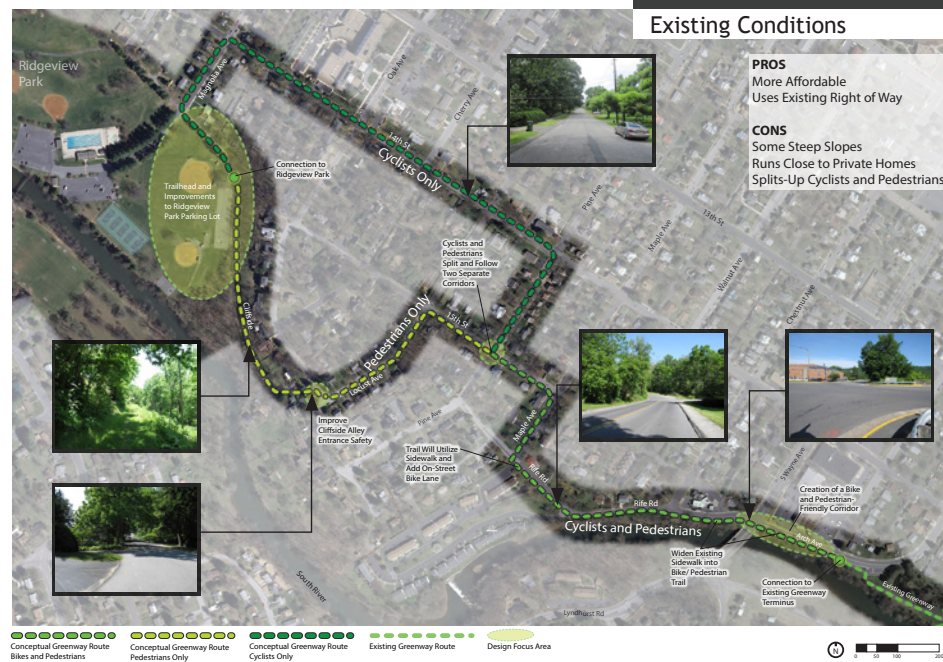 Existing Conditions
PROS
More Affordable
Uses Existing Right of Way
CONS
Some Steep Slopes
Runs Close to Private Homes
Splits-Up Cyclists and Pedestrians
Ridgeview
Park
Magnolia Ave
Oak Ave
Cherry Ave
14th St
Cyclists Only
Connection to
Ridgeview Park
Trailhead and
Improvements
to Ridgeview
Park Parking Lot
Pine Ave
Maple Ave
13th St
Walnut Ave
Chestnut Ave
Cyclists and
Pedestrians
Split and Follow
Two Separate
Corridors
Cliffside
Pedestrians Only
15th St
Locust Ave
Improve
Cliffside Alley
Entrance Safety
Pine Ave
Maple Ave
Trail Will Utilize
Sidewalk and
Add On-Street
Bike Lane
Rife Rd
Rife Rd
Cyclists and Pedestrians
S Wayne Ave
Creation of a Bike
and Pedestrian-
Friendly Corridor
Arch Ave
Widen Existing
Sidewalk into
Bike/ Pedestrian
Trail
Connection to
Existing Greenway
Terminus
Existing Greenway
South River
Lyndhurst Rd
Conceptual Greenway Route
Bikes and Pedestrians
Conceptual Greenway Route
Pedestrians Only
Conceptual Greenway Route
Cyclists Only
Existing Greenway Route
Design Focus Area
N
0 50 100 200